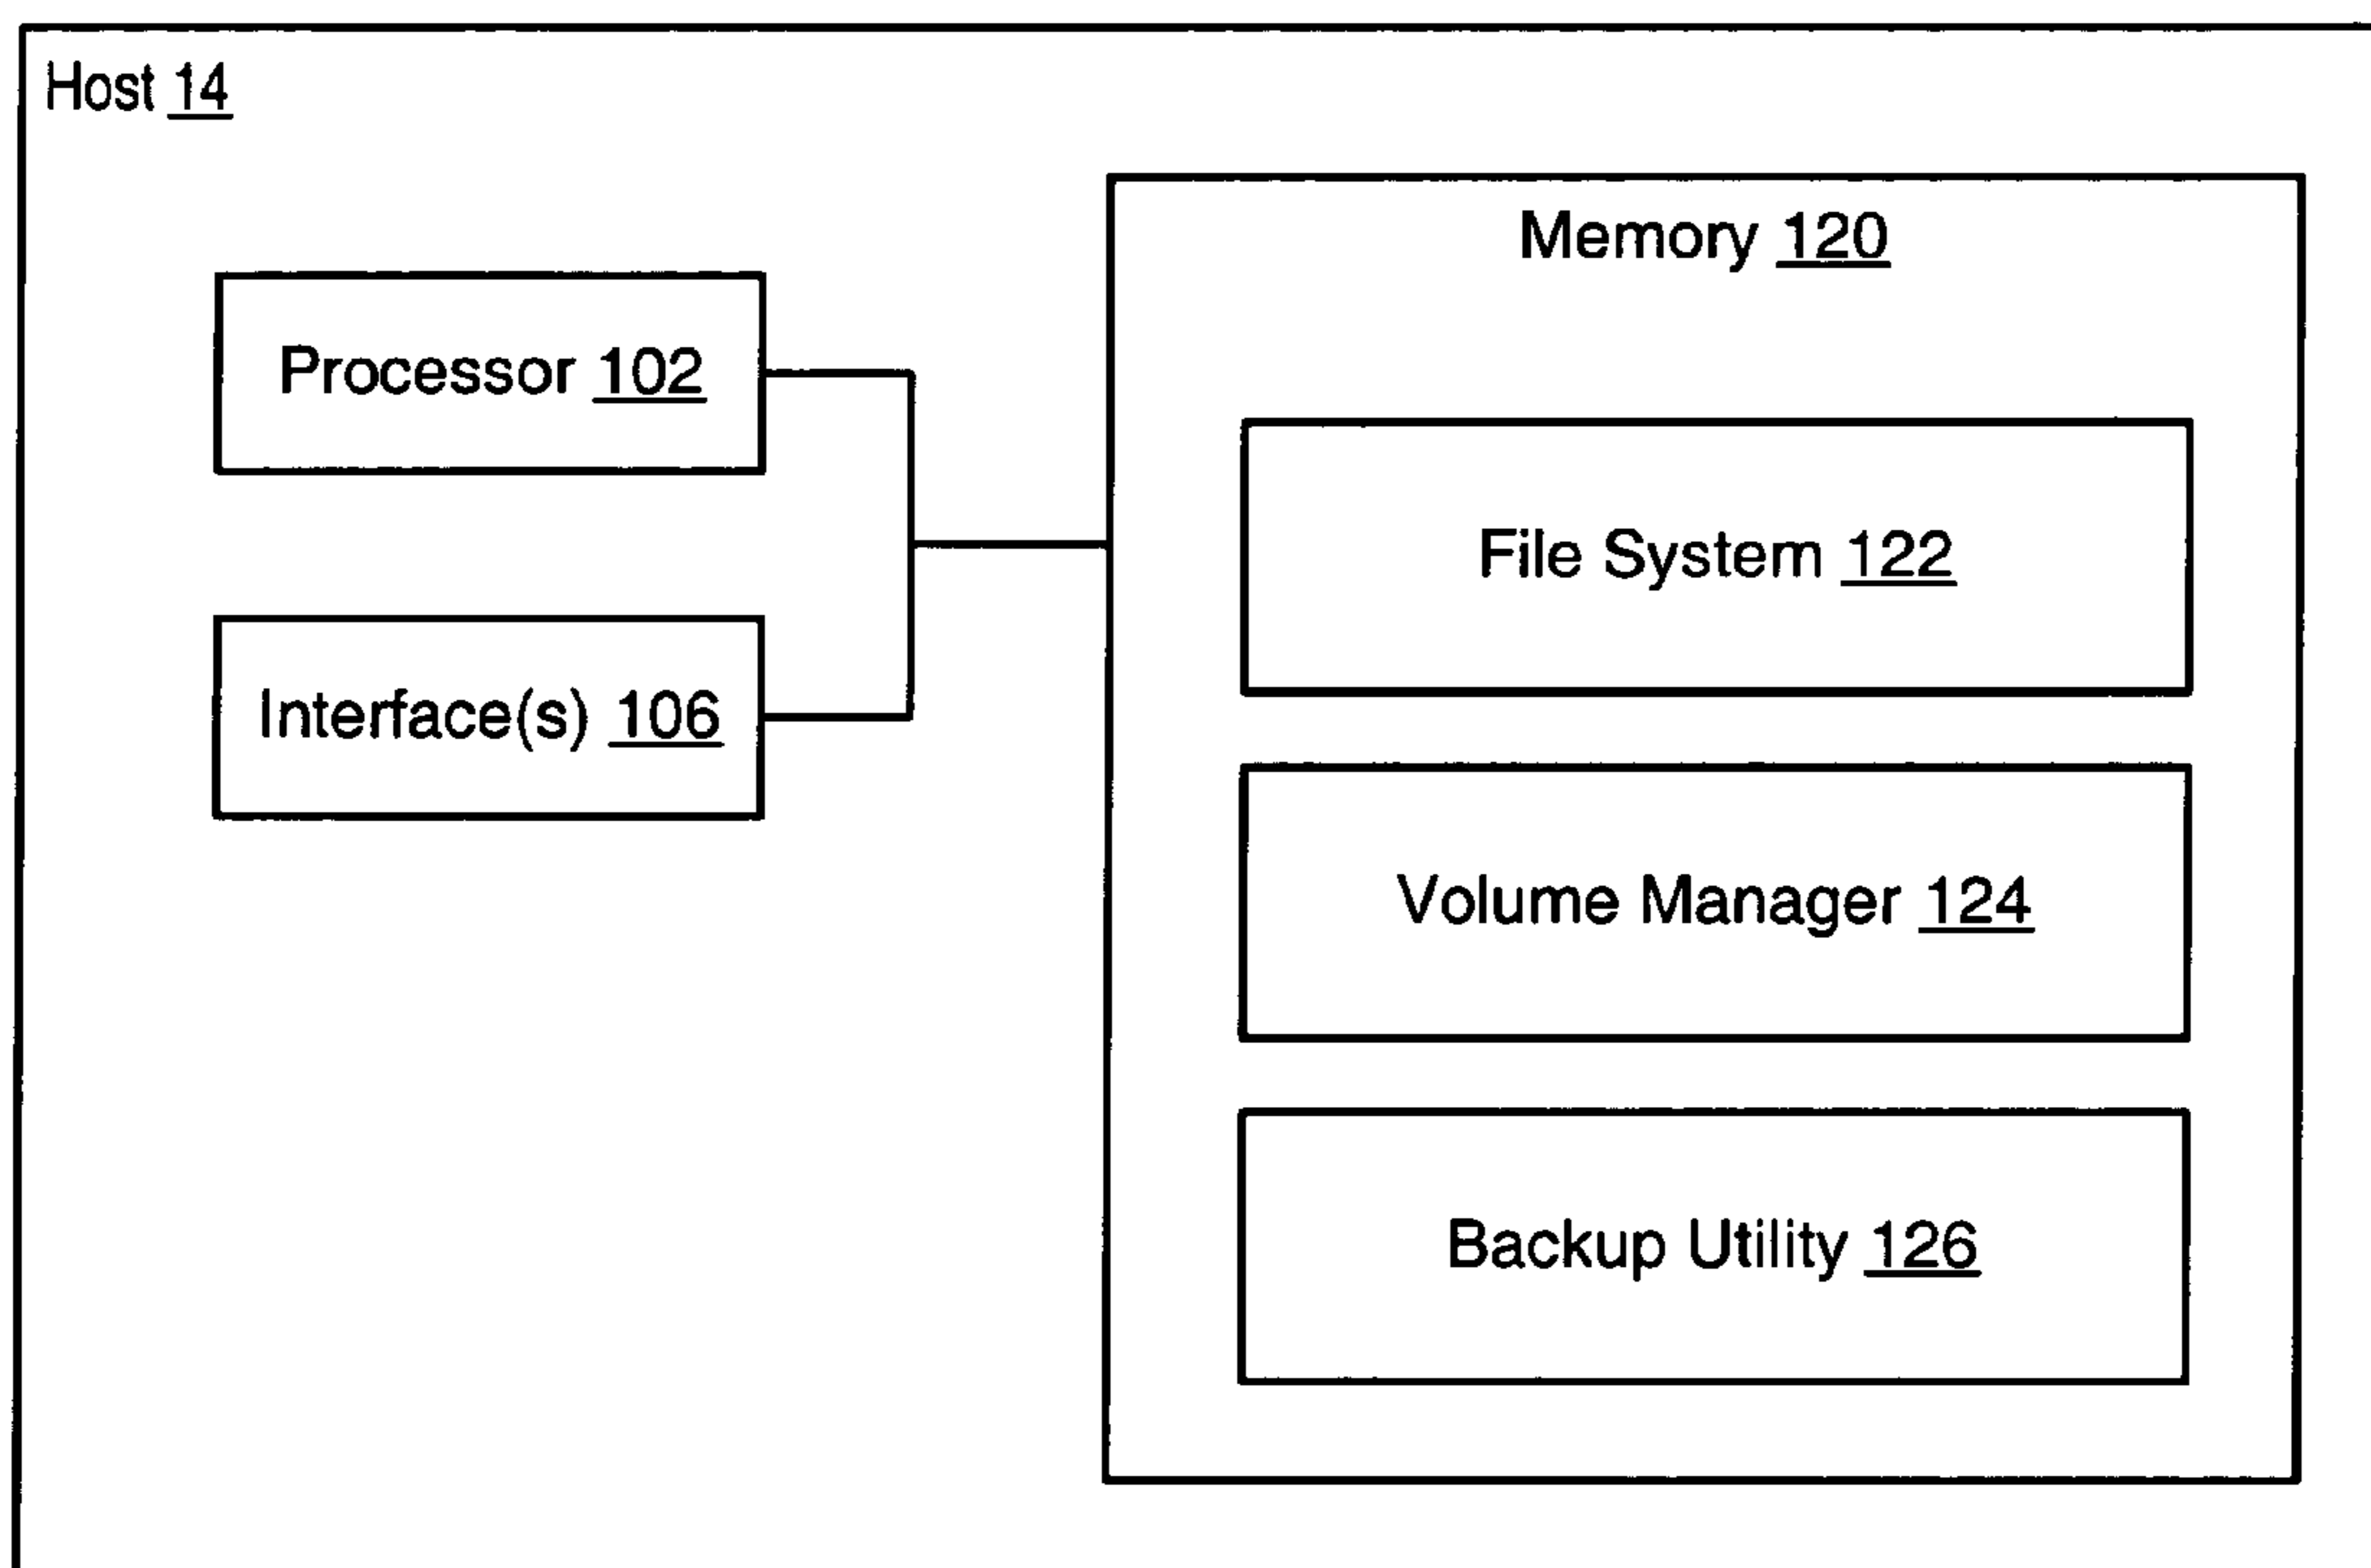 Host 14
Memory 120
Processor 102
File System 122
Interface(s) 106
Volume Manager 124
Backup Utility 126